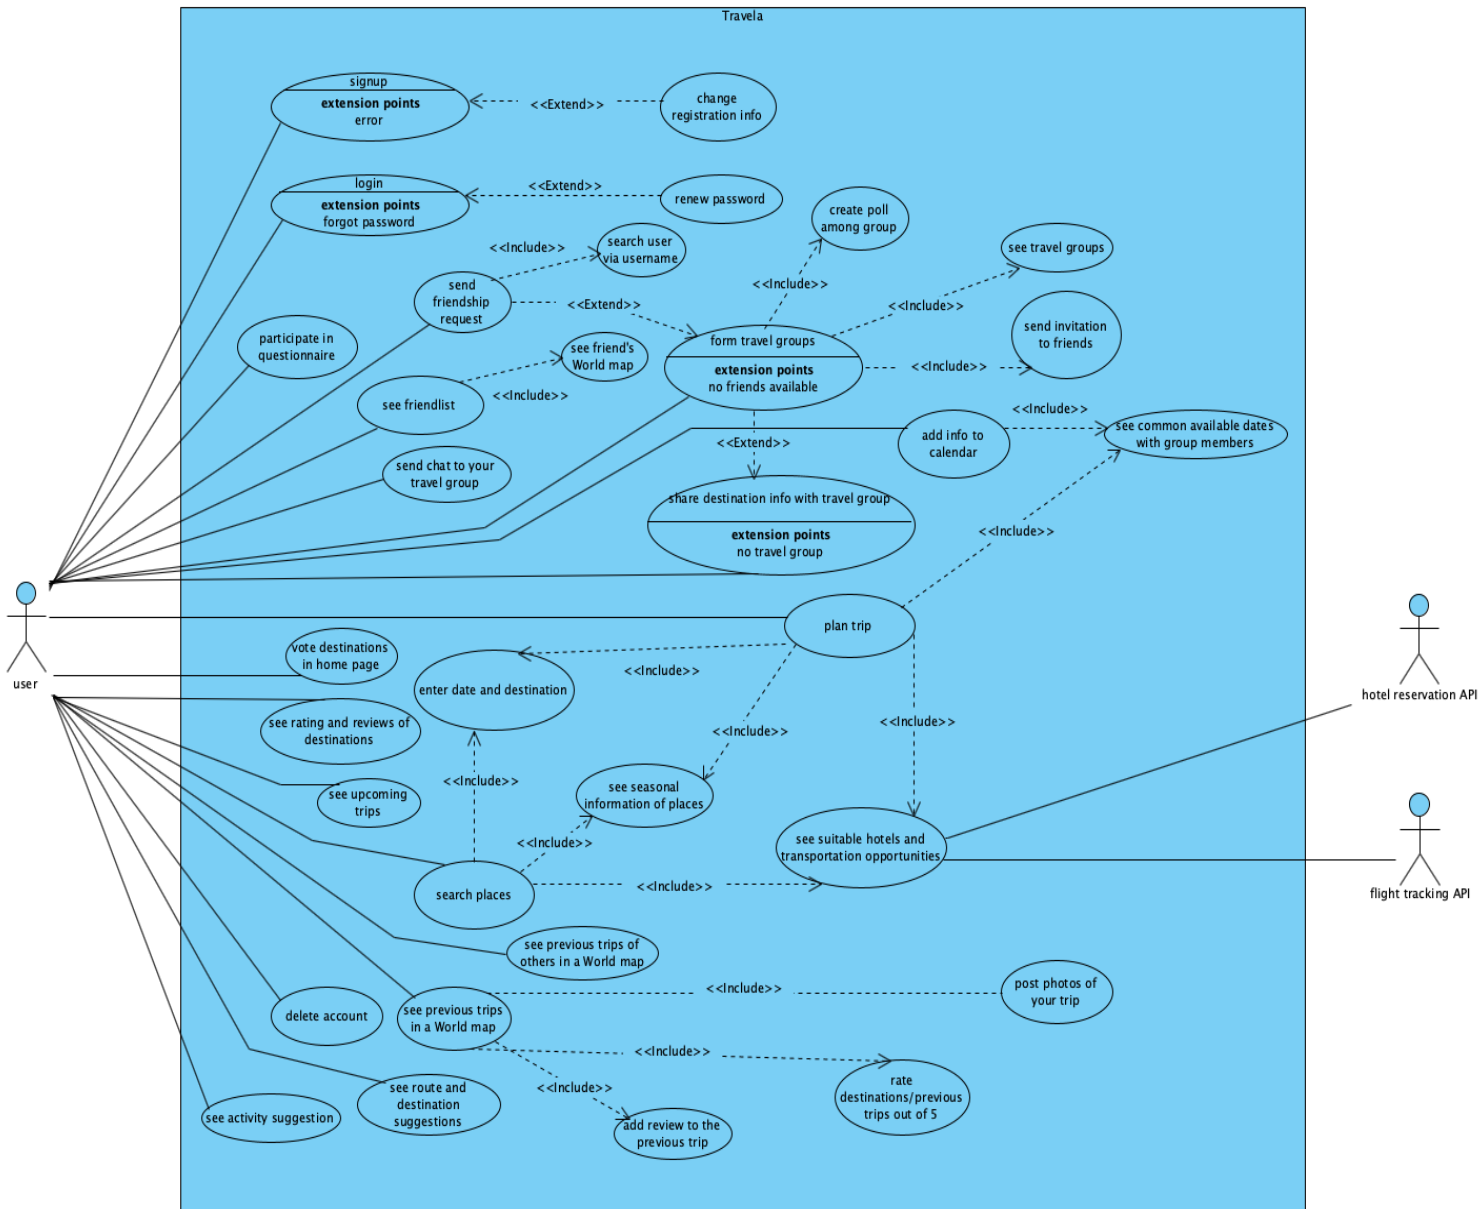 Travela
signup
extension points
error
<<Extend>>
change
registration info
login
extension points
forgot password
<<Extend>>
renew password
create poll
among group
<<Include>>
search user
via username
see travel groups
send
friendship
request
<<Extend>>
<<Include>>
<<Include>>
participate in
questionnaire
see friend's
World map
form travel groups
extension points
no friends available
send invitation
to friends
<<Include>>
see friendlist
<<Include>>
<<Include>>
add info to
calendar
see common available dates
with group members
<<Extend>>
send chat to your
travel group
share destination info with travel group
extension points
no travel group
<<Include>>
plan trip
user
vote destinations
in home page
enter date and destination
<<Include>>
hotel reservation API
see rating and reviews of
destinations
<<Include>>
<<Include>>
<<Include>>
see upcoming
trips
see seasonal
information of places
<<Include>>
see suitable hotels and
transportation opportunities
search places
<<Include>>
flight tracking API
see previous trips of
others in a World map
<<Include>>
post photos of
your trip
delete account
see previous trips
in a World map
<<Include>>
<<Include>>
rate
destinations/previous
trips out of 5
see route and
destination
suggestions
see activity suggestion
add review to the
previous trip